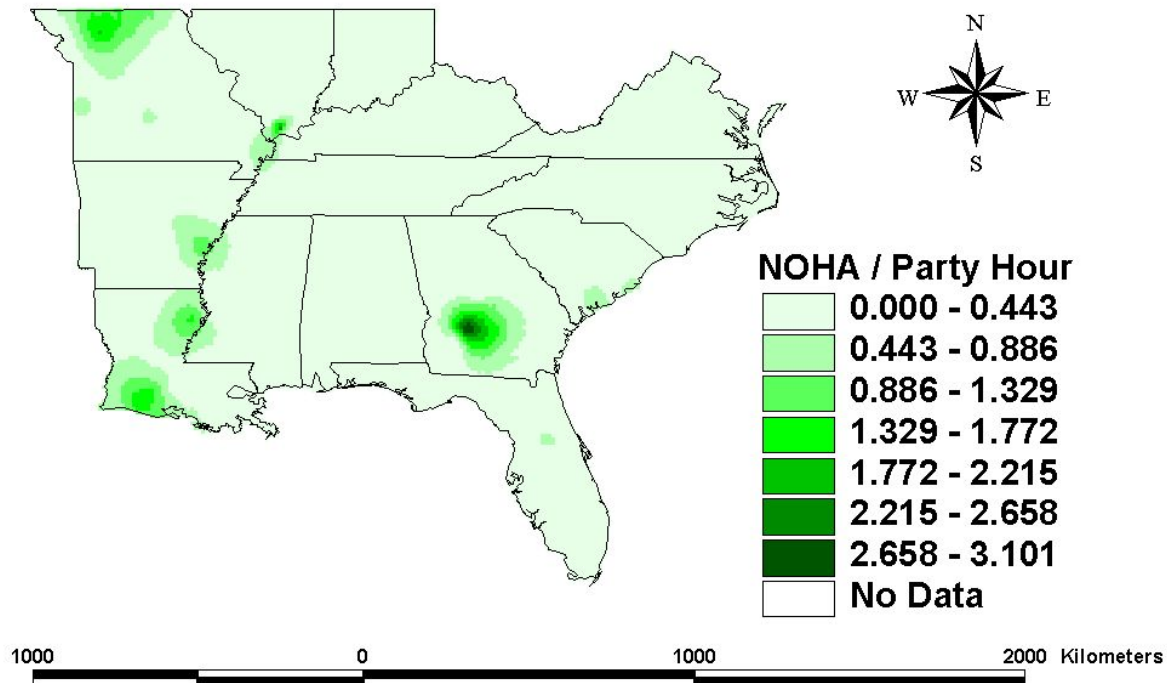 N
W E
S
NOHA / Party Hour
0.000 - 0.443
0.443 - 0.886
0.886 - 1.329
1.329 - 1.772
1.772 - 2.215
2.215 - 2.658
2.658 - 3.101
No Data
1000 0 1000 2000 Kilometers